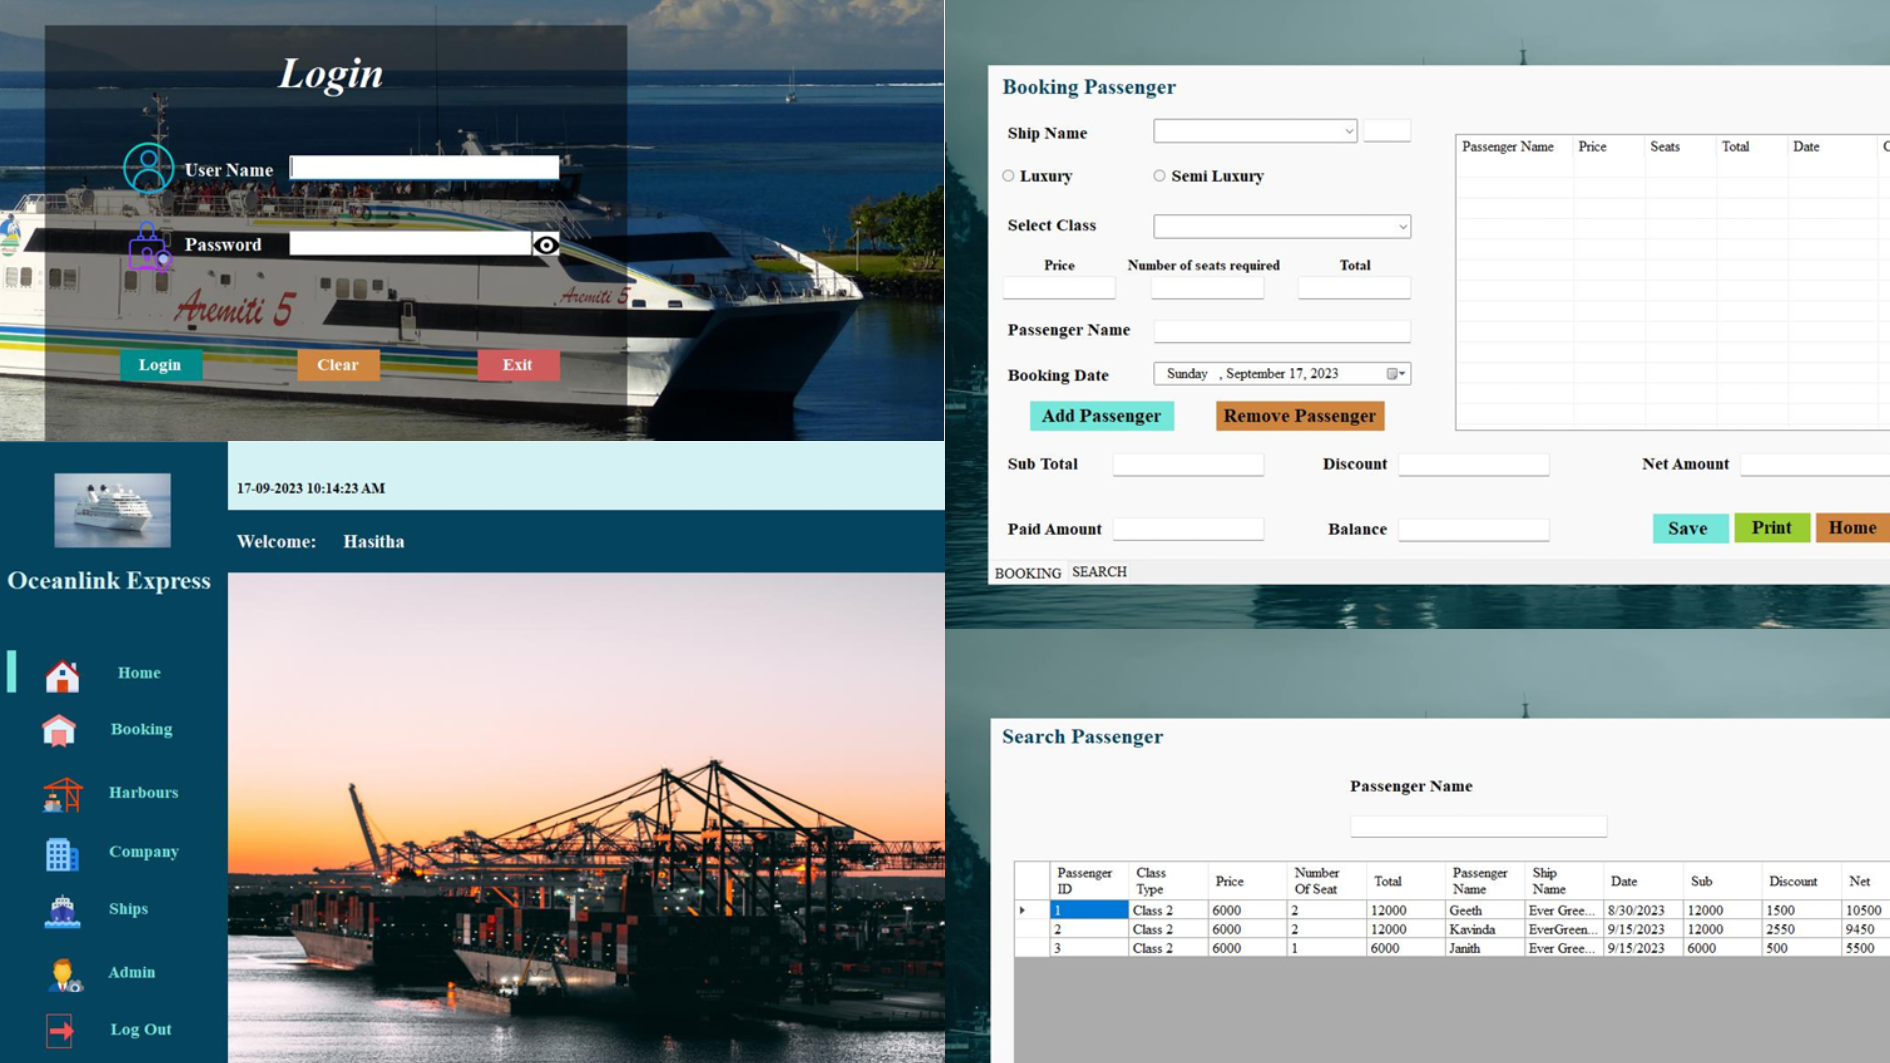 Login
User Name
Password
Aremiti 5
Aremiti 5
Login Clear Exit
17-09-2023 10:14:23 AM
Welcome: Hasitha
Oceanlink Express
Home
Booking
Harbours
Company
Ships
Admin
Log Out
Booking Passenger
Ship Name
Luxury Semi Luxury
Select Class
Price Number of seats required Total
Passenger Name
Booking Date Sunday , September 17, 2023
Add Passenger Remove Passenger
Passenger Name Price Seats Total Date
Sub Total Discount Net Amount
Paid Amount Balance Save Print Home
BOOKING SEARCH
Search Passenger
Passenger Name
Passenger ID Class Type Price Number Of Seat Total Passenger Name Ship Name Date Sub Discount Net
1 Class 2 6000 2 12000 Geeth Ever Gree... 8/30/2023 12000 1500 10500
2 Class 2 6000 2 12000 Kavinda EverGreen... 9/15/2023 12000 2550 9450
3 Class 2 6000 1 6000 Janith Ever Gree... 9/15/2023 6000 500 5500